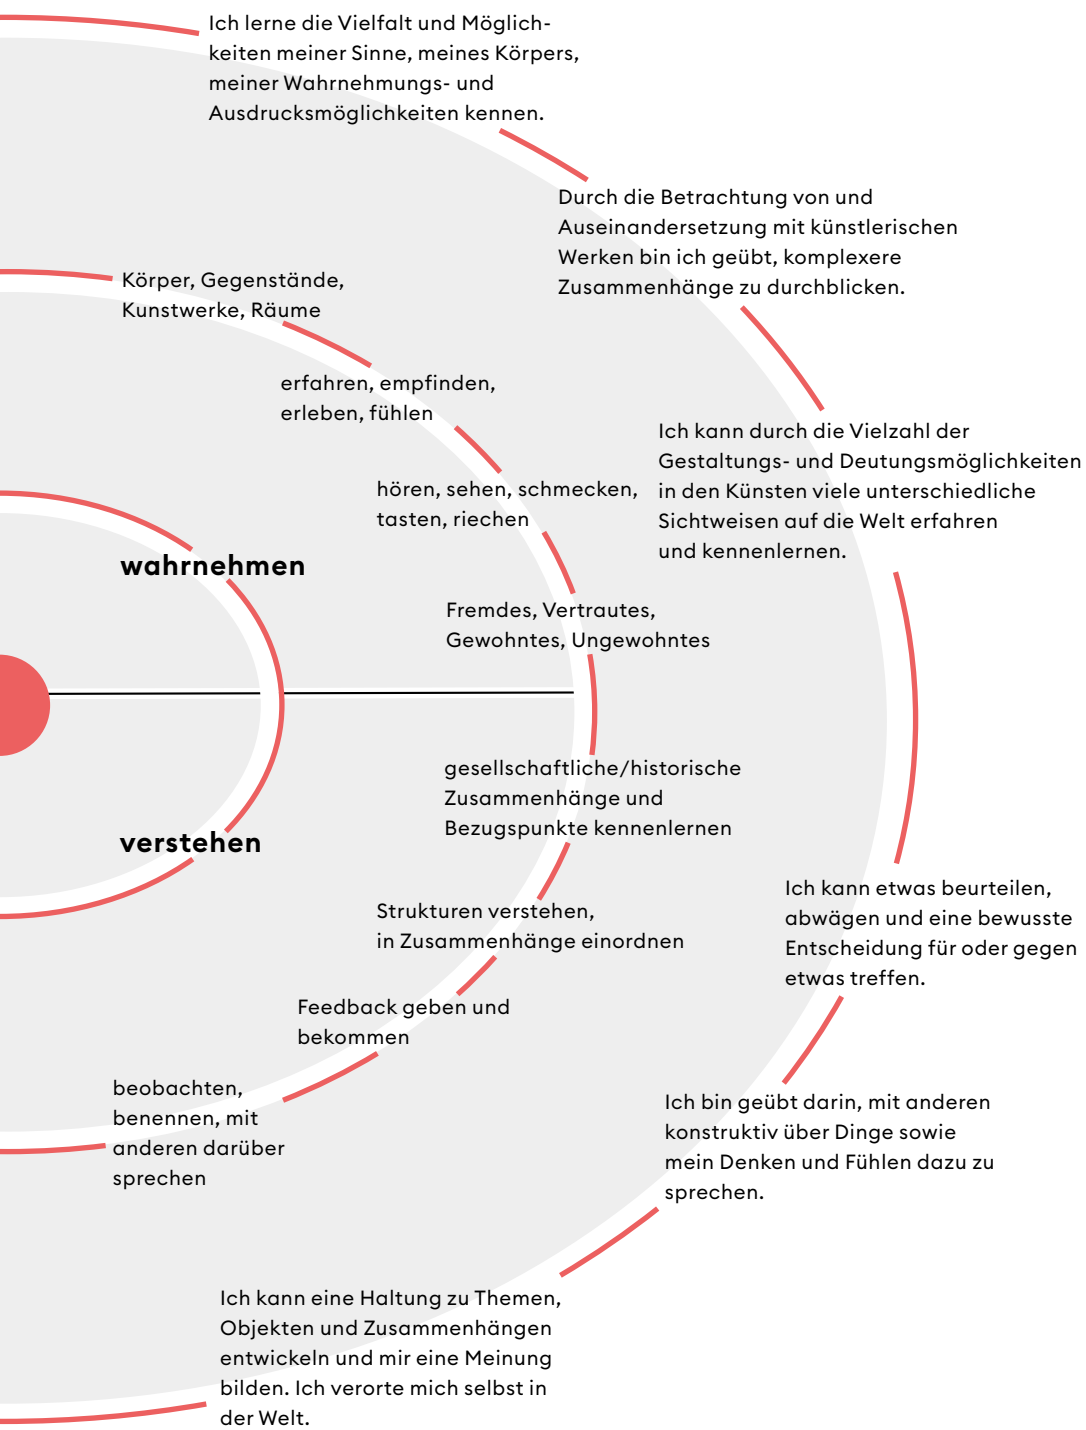 Ich lerne die Vielfalt und Möglich-
keiten meiner Sinne, meines Körpers,
meiner Wahrnehmungs- und
Ausdrucksmöglichkeiten kennen.
Durch die Betrachtung von und
Auseinandersetzung mit künstlerischen
Werken bin ich geübt, komplexere
Zusammenhänge zu durchblicken.
Körper, Gegenstände,
Kunstwerke, Räume
erfahren, empfinden,
erleben, fühlen
Ich kann durch die Vielzahl der
Gestaltungs- und Deutungsmöglichkeiten
in den Künsten viele unterschiedliche
Sichtweisen auf die Welt erfahren
und kennenlernen.
hören, sehen, schmecken,
tasten, riechen
wahrnehmen
Fremdes, Vertrautes,
Gewohntes, Ungewohntes
gesellschaftliche/historische
Zusammenhänge und
Bezugspunkte kennenlernen
verstehen
Ich kann etwas beurteilen,
abwägen und eine bewusste
Entscheidung für oder gegen
etwas treffen.
Strukturen verstehen,
in Zusammenhänge einordnen
Feedback geben und
bekommen
beobachten,
benennen, mit
anderen darüber
sprechen
Ich bin geübt darin, mit anderen
konstruktiv über Dinge sowie
mein Denken und Fühlen dazu zu
sprechen.
Ich kann eine Haltung zu Themen,
Objekten und Zusammenhängen
entwickeln und mir eine Meinung
bilden. Ich verorte mich selbst in
der Welt.